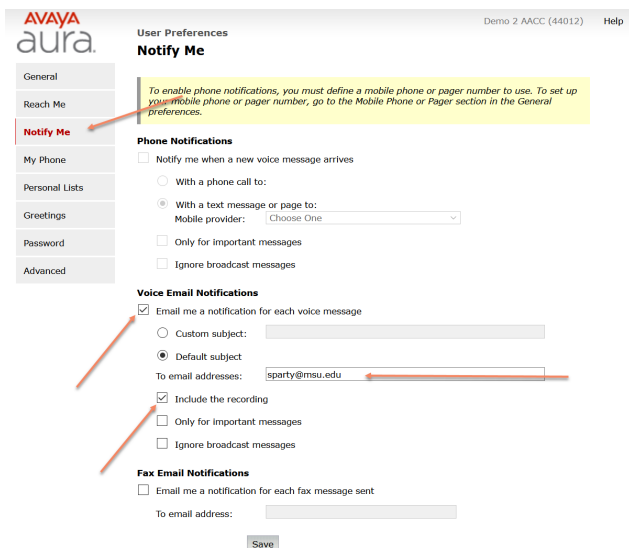 AVAYA
aura.
Demo 2 AACC (44012) Help
User Preferences
Notify Me
General
Reach Me
Notify Me
My Phone
Personal Lists
Greetings
Password
Advanced
To enable phone notifications, you must define a mobile phone or pager number to use. To set up
your mobile phone or pager number, go to the Mobile Phone or Pager section in the General
preferences.
Phone Notifications
Notify me when a new voice message arrives
With a phone call to:
With a text message or page to:
Mobile provider: Choose One
Only for important messages
Ignore broadcast messages
Voice Email Notifications
Email me a notification for each voice message
Custom subject:
Default subject
To email addresses: sparty@msu.edu
Include the recording
Only for important messages
Ignore broadcast messages
Fax Email Notifications
Email me a notification for each fax message sent
To email address:
Save